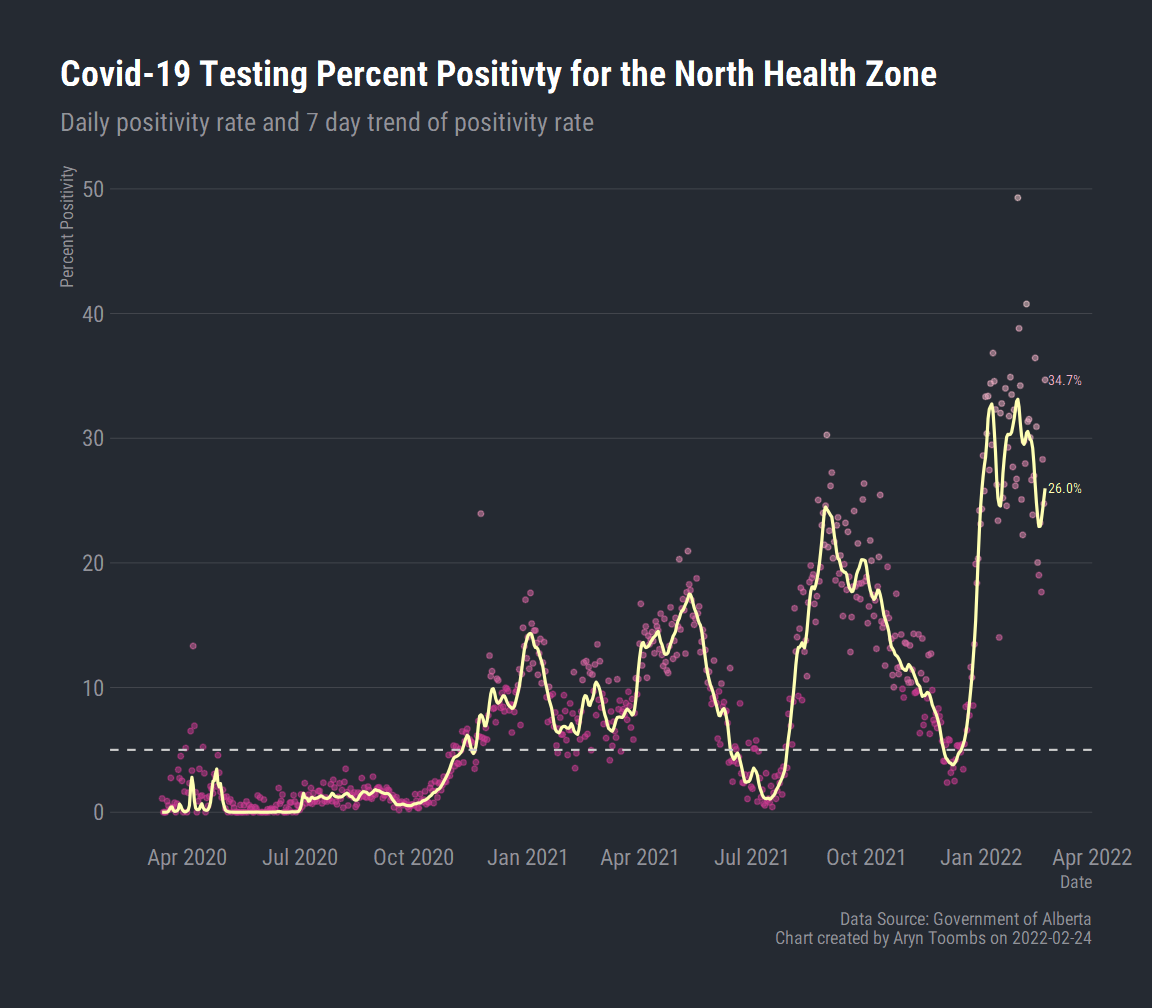 Covid-19 Testing Percent Positivty for the North Health Zone
Daily positivity rate and 7 day trend of positivity rate
Percent Positivity
50
40
34.7%
30
26.0%
20
10
0
Apr 2020 Jul 2020 Oct 2020 Jan 2021 Apr 2021 Jul 2021 Oct 2021 Jan 2022 Apr 2022
Date
Data Source: Government of Alberta
Chart created by Aryn Toombs on 2022-02-24